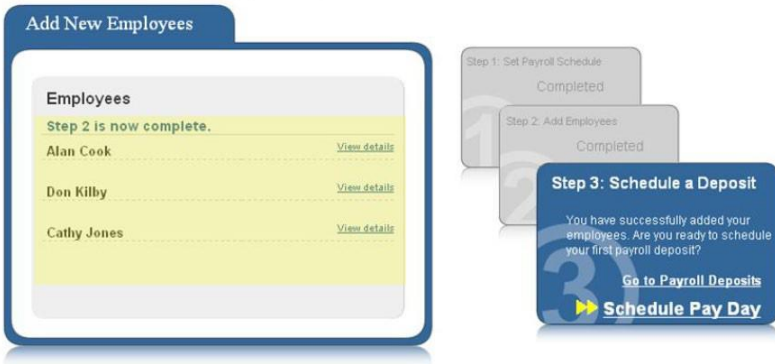 Add New Employees
Employees
Step 2 is now complete.
Alan Cook View details
Don Kilby View details
Cathy Jones View details
Step 1: Set Payroll Schedule
Completed
1
Step 2: Add Employees
Completed
2
Step 3: Schedule a Deposit
You have successfully added your
employees. Are you ready to schedule
your first payroll deposit?
3
Go to Payroll Deposits
Schedule Pay Day